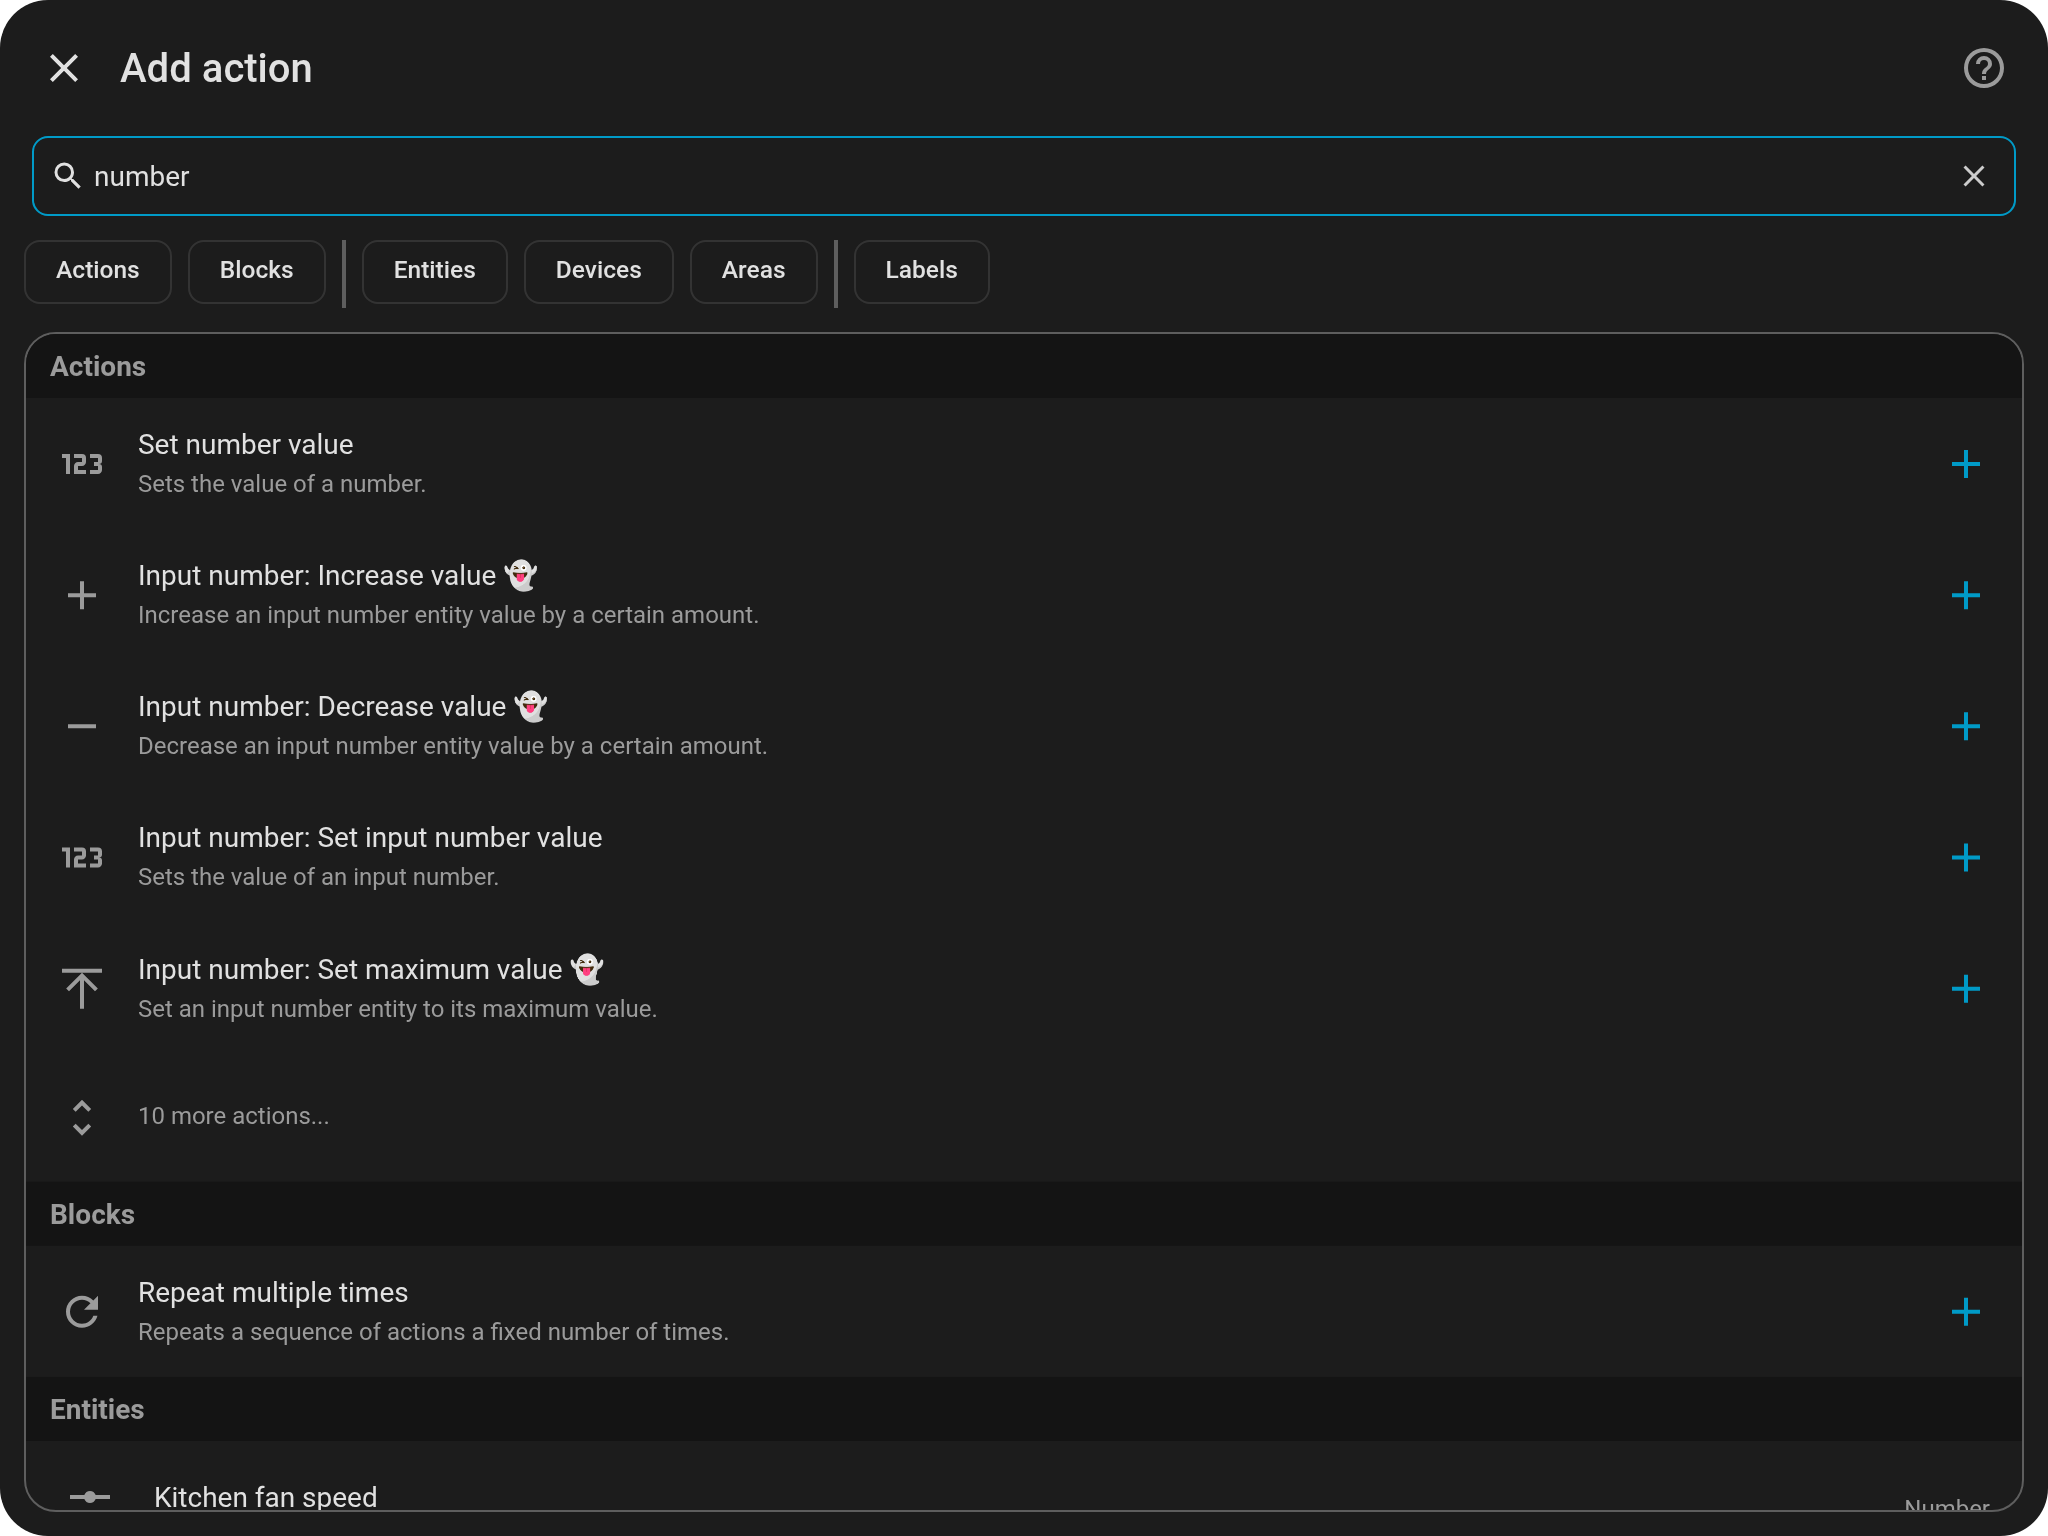 Add action
number
Actions
Blocks
Entities
Devices
Areas
Labels
Actions
123
Set number value
Sets the value of a number.
Input number: Increase value 👻
Increase an input number entity value by a certain amount.
Input number: Decrease value 👻
Decrease an input number entity value by a certain amount.
123
Input number: Set input number value
Sets the value of an input number.
Input number: Set maximum value 👻
Set an input number entity to its maximum value.
10 more actions...
Blocks
Repeat multiple times
Repeats a sequence of actions a fixed number of times.
Entities
Kitchen fan speed
Number